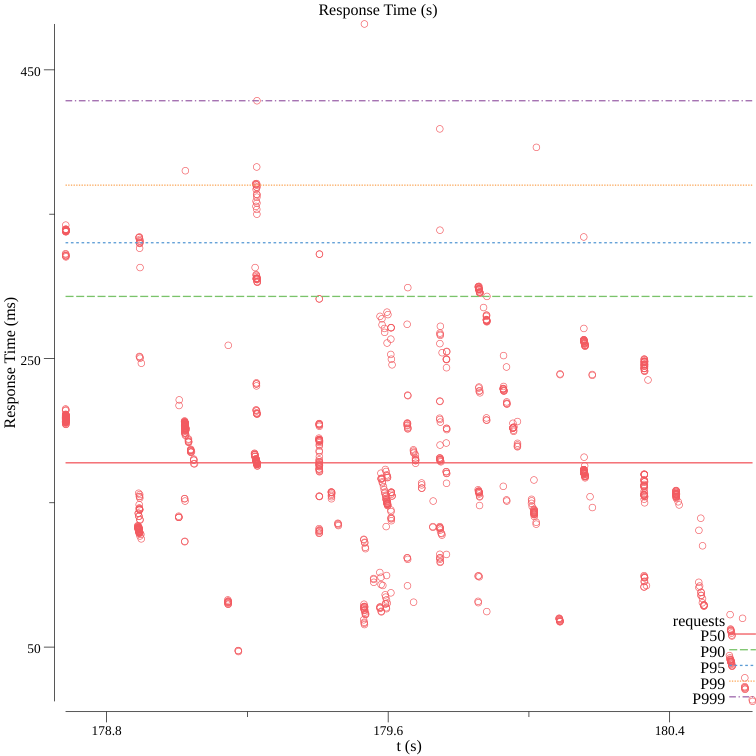 Response Time (s)
450
250
50
Response Time (ms)
requests
P50
P90
P95
P99
P999
178.8
179.6
180.4
t (s)